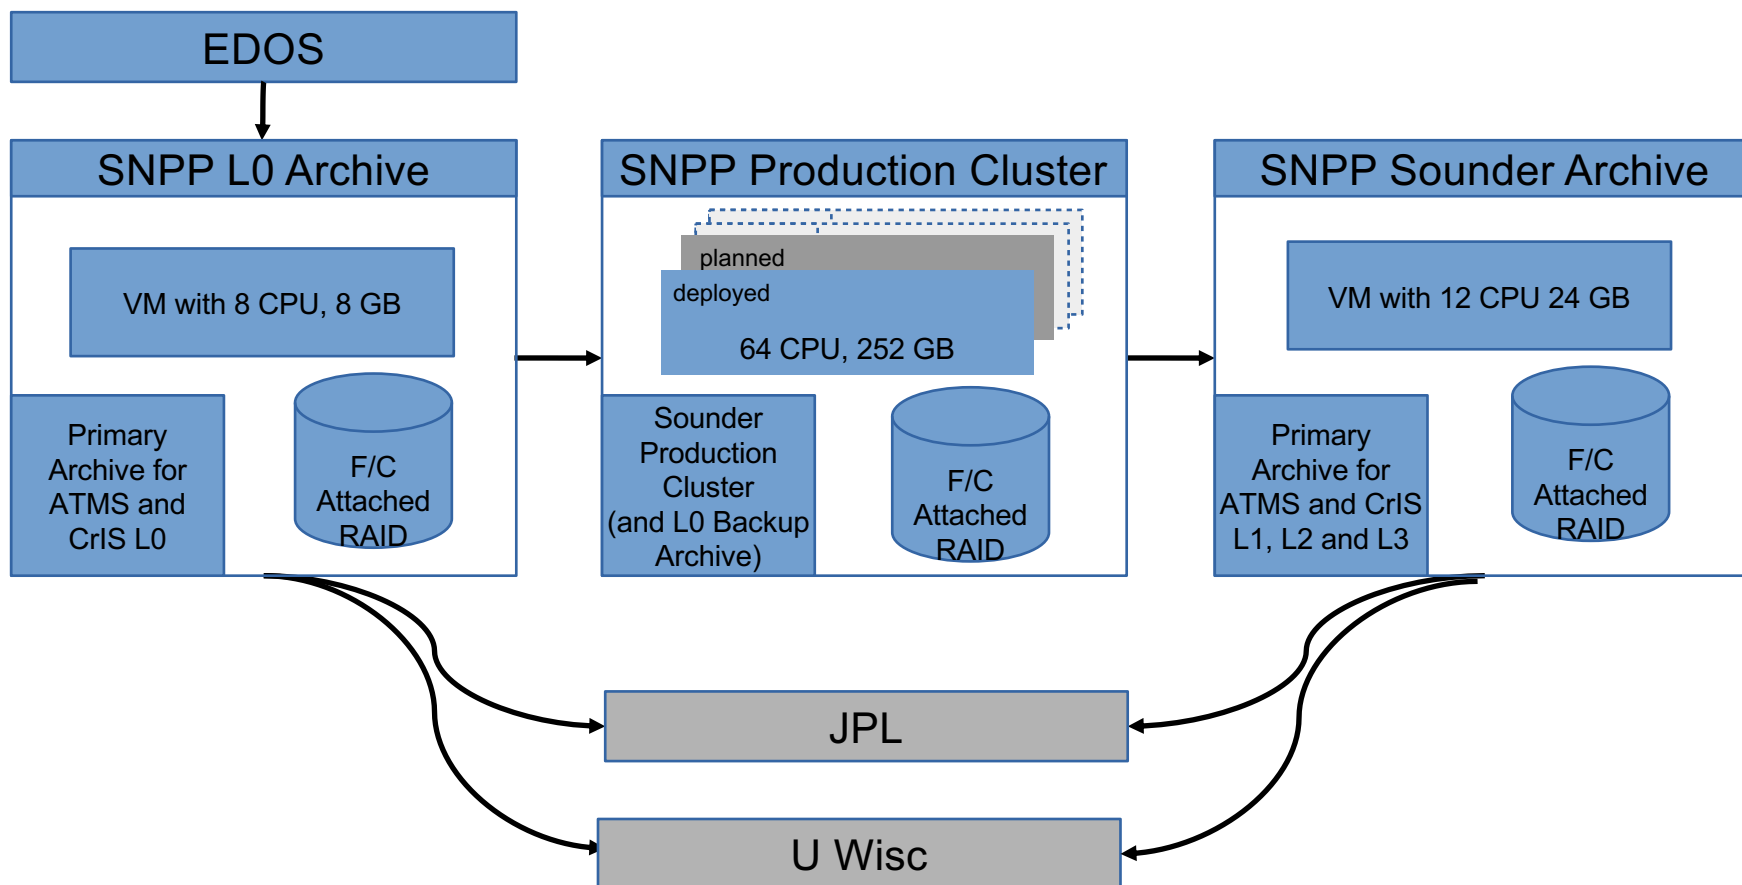 EDOS
SNPP L0 Archive
VM with 8 CPU, 8 GB
Primary
Archive for
ATMS and
CrIS L0
F/C
Attached
RAID
SNPP Production Cluster
planned
deployed
64 CPU, 252 GB
Sounder
Production
Cluster
(and L0 Backup
Archive)
F/C
Attached
RAID
SNPP Sounder Archive
VM with 12 CPU 24 GB
Primary
Archive for
ATMS and CrIS
L1, L2 and L3
F/C
Attached
RAID
JPL
U Wisc